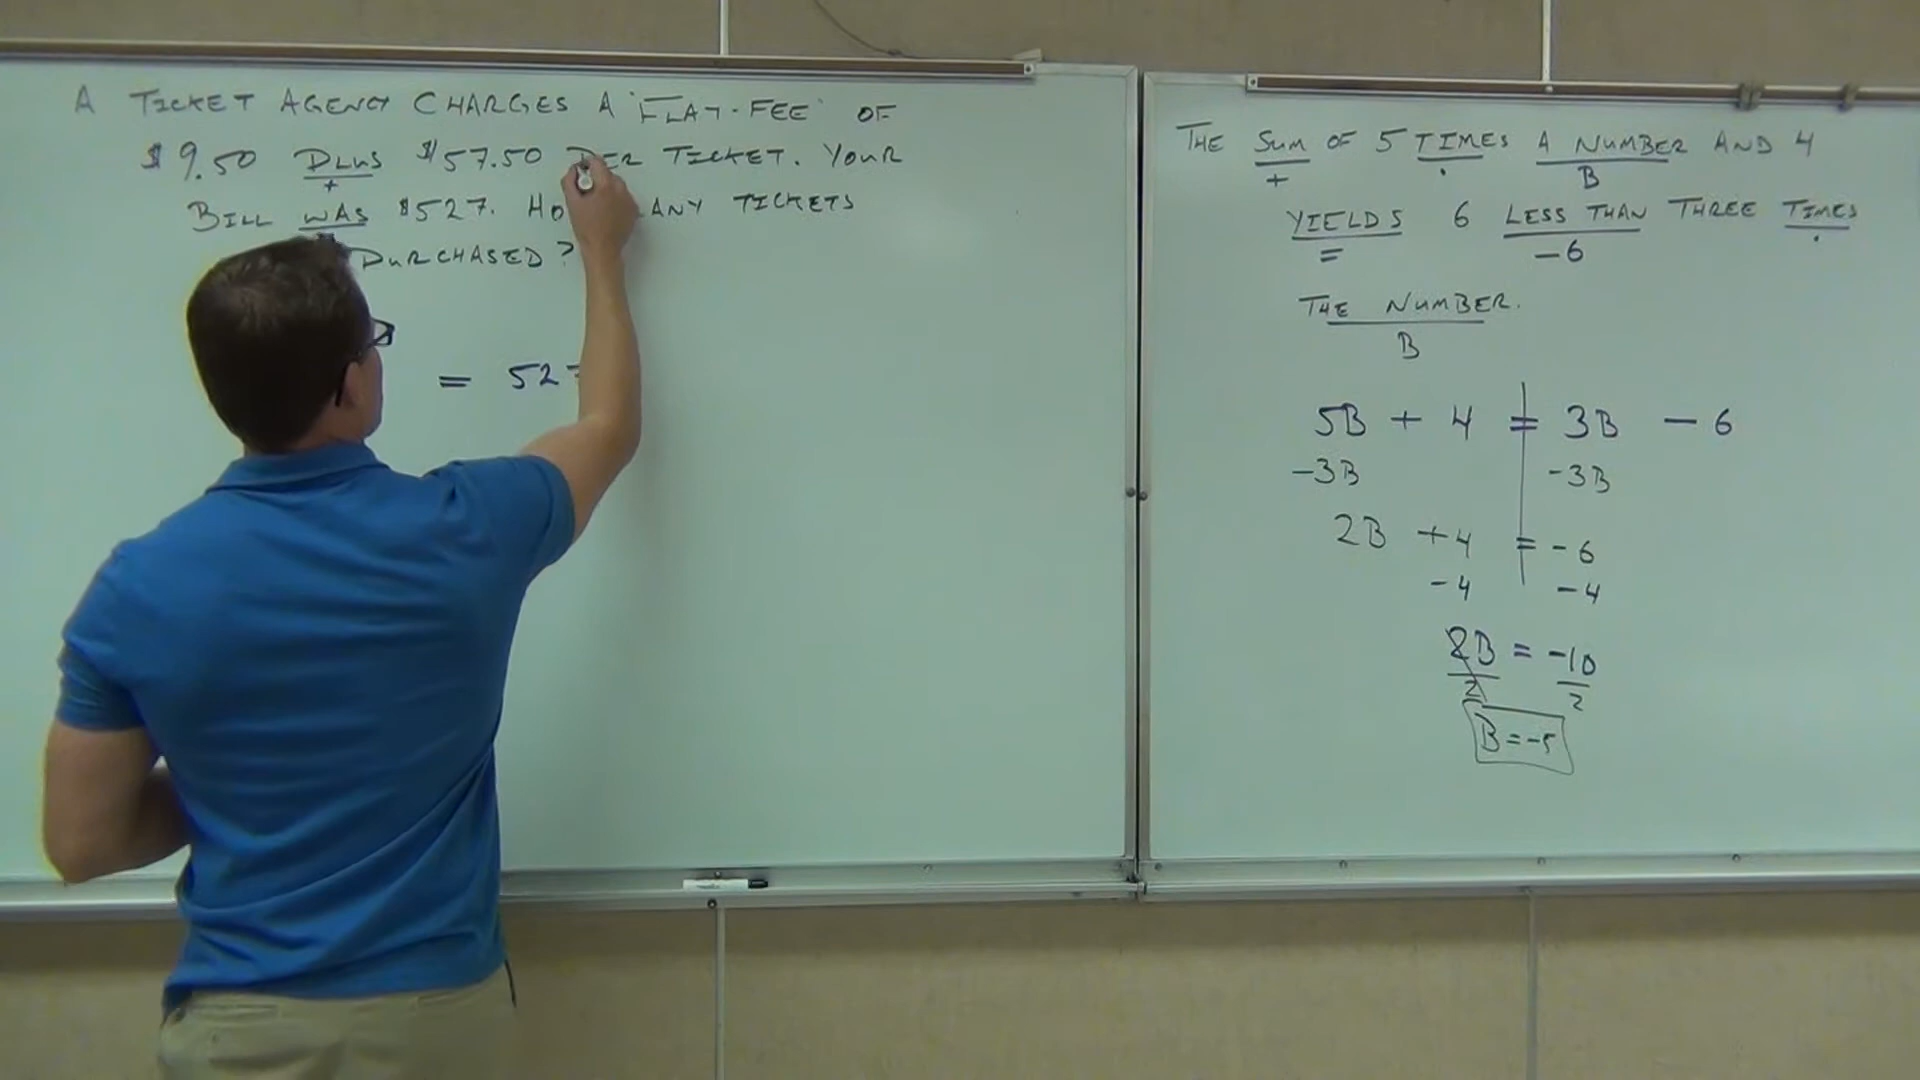 A TICKET AGENCY CHARGES A "FLAT-FEE" OF
$9.50 PLUS $57.50 PER TICKET. YOUR
+
BILL WAS $527. TICKETS
PURCHASED?
= 527
THE SUM OF 5 TIMES A NUMBER AND 4
+ · B
YIELDS 6 LESS THAN THREE TIMES
= -6 ·
THE NUMBER.
B
5B + 4 = 3B - 6
-3B -3B
2B +4 = -6
-4 -4
2B = -10
2 2
B = -5